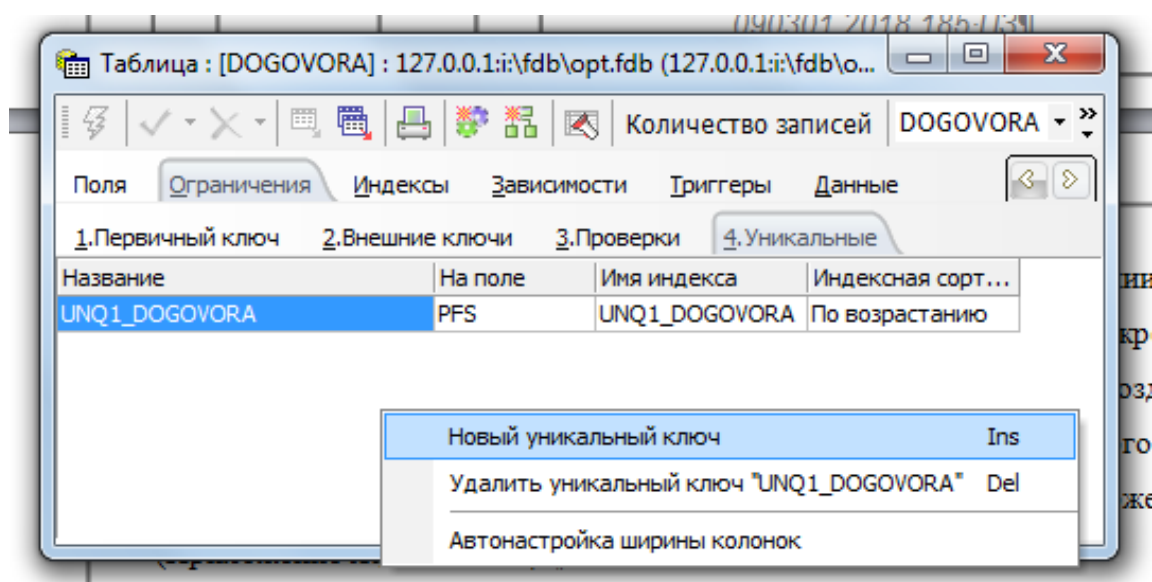 090301 2018 185-ПЗ¶
Таблица : [DOGOVORA] : 127.0.0.1:i:\fdb\opt.fdb (127.0.0.1:i:\fdb\o...
Количество записей DOGOVORA
Поля Ограничения Индексы Зависимости Триггеры Данные
1.Первичный ключ 2.Внешние ключи 3.Проверки 4.Уникальные
Название На поле Имя индекса Индексная сорт...
UNQ1_DOGOVORA PFS UNQ1_DOGOVORA По возрастанию
Новый уникальный ключ Ins
Удалить уникальный ключ "UNQ1_DOGOVORA" Del
Автонастройка ширины колонок